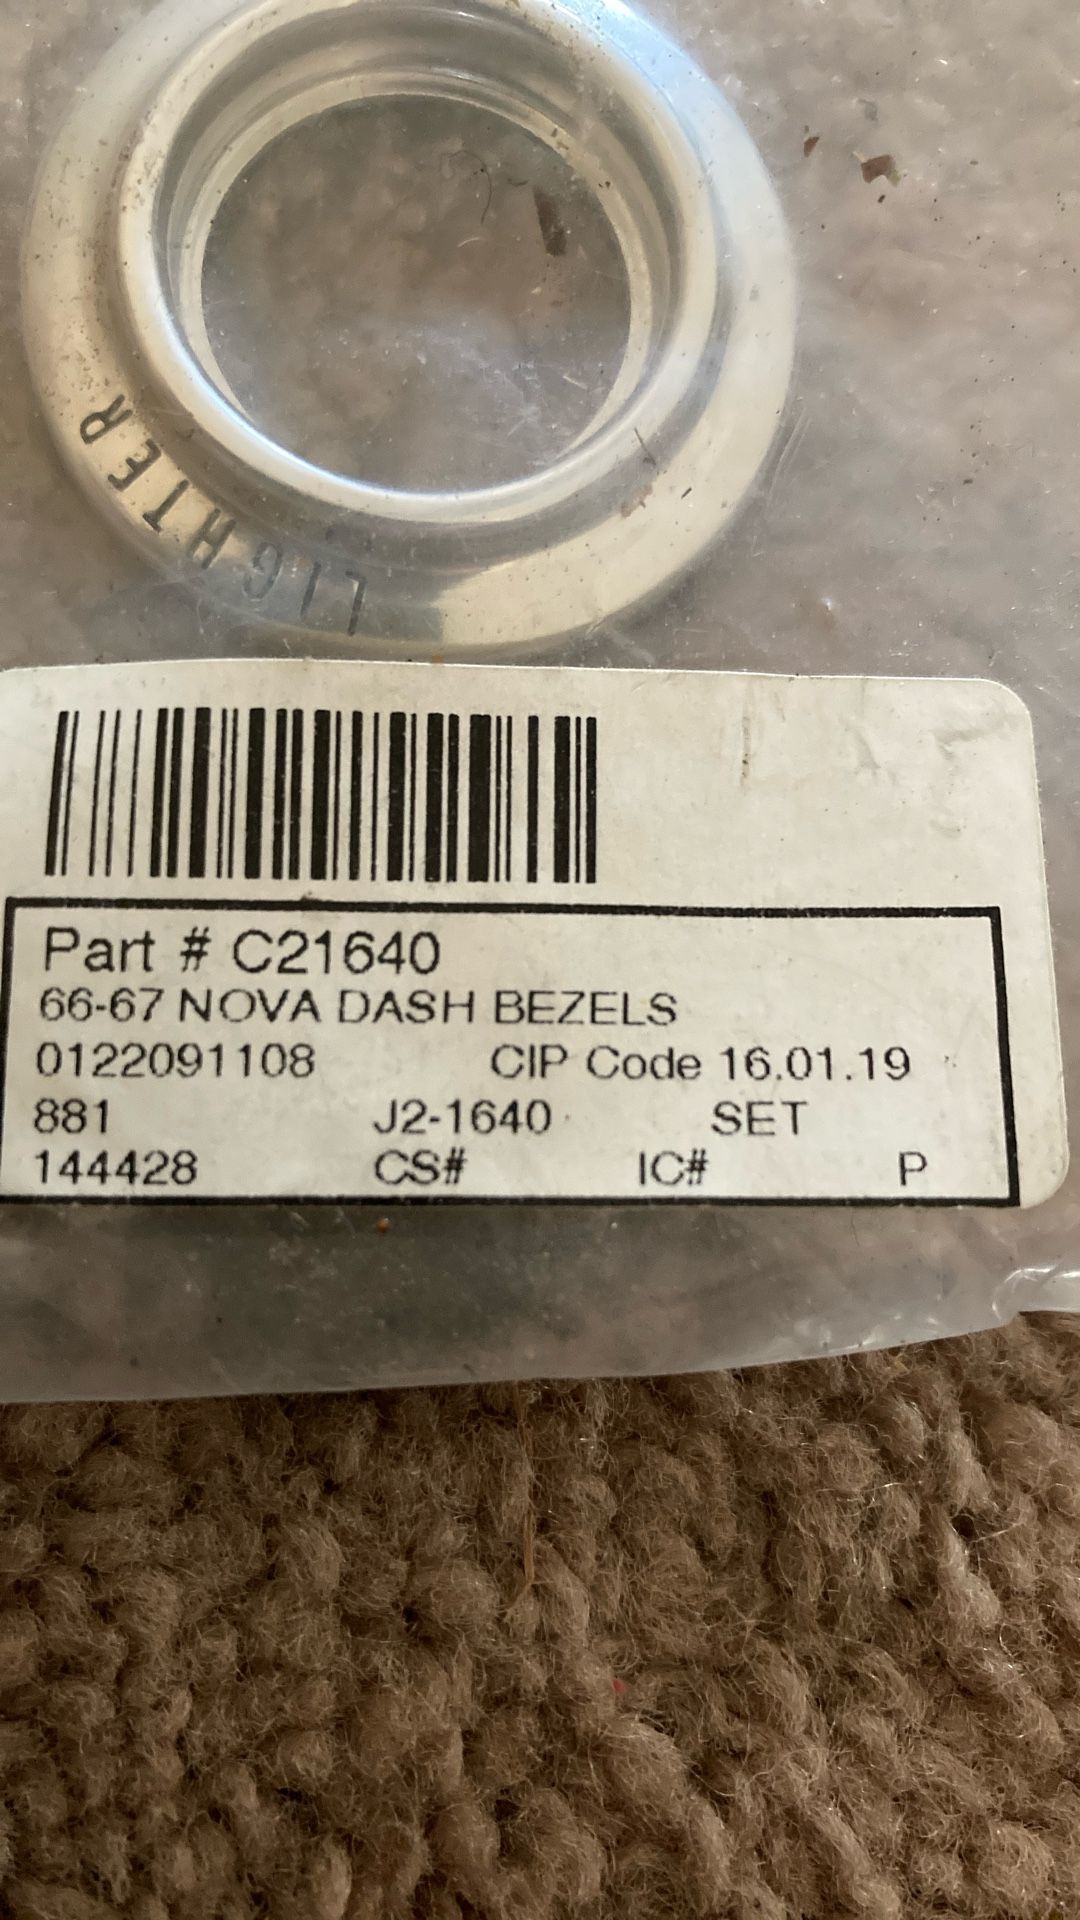 LIGHTER
Part # C21640
66-67 NOVA DASH BEZELS
0122091108 CIP Code 16.01.19
881 J2-1640 SET
144428 CS# IC# P